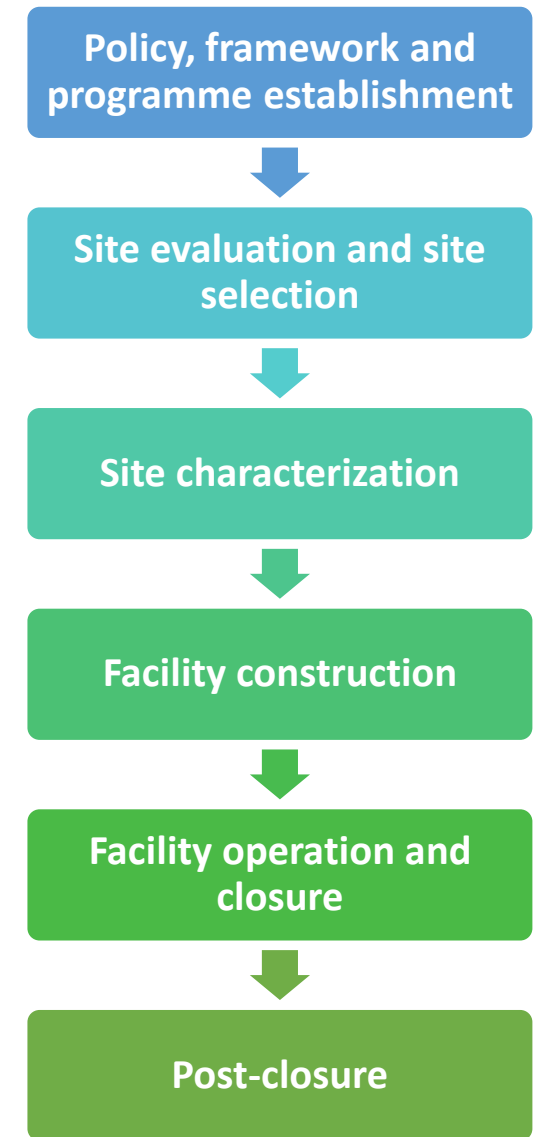 Policy, framework and
programme establishment
Site evaluation and site
selection
Site characterization
Facility construction
Facility operation and
closure
Post-closure